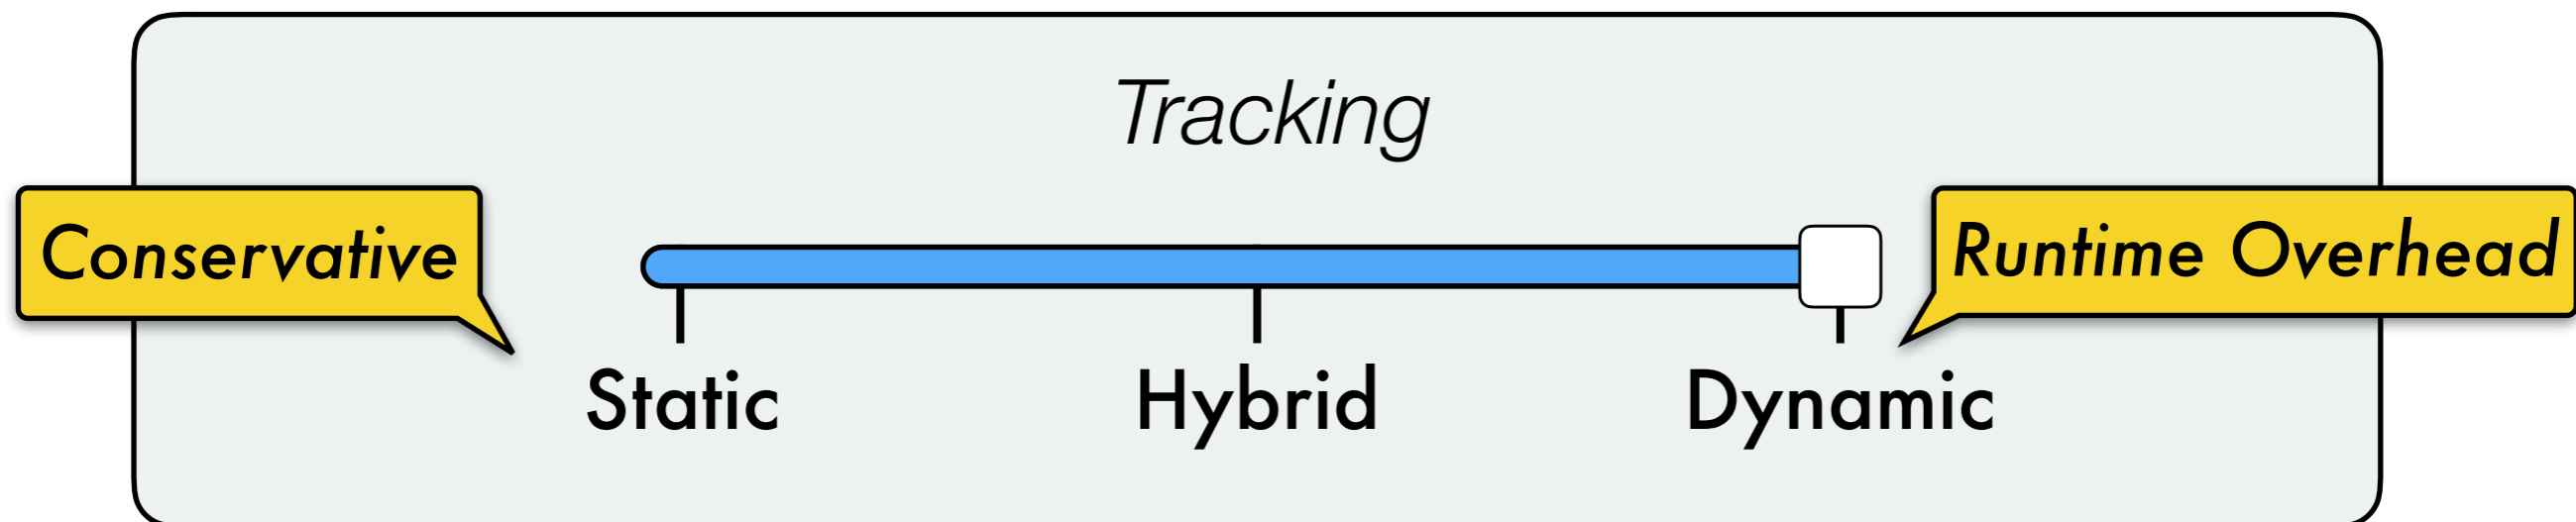 Tracking
Conservative
Runtime Overhead
Static
Hybrid
Dynamic